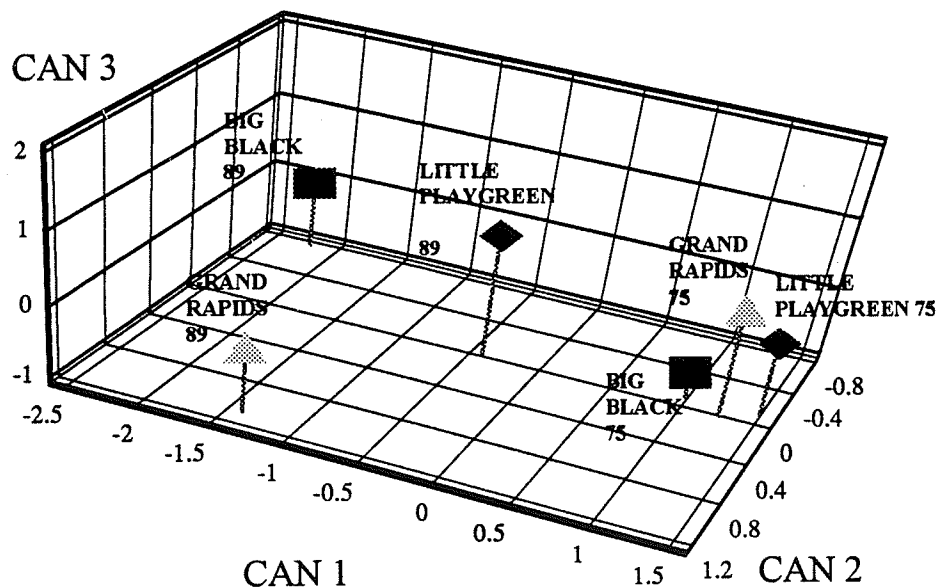 CAN 3
2
1
0
-1
BIG
BLACK
89
LITTLE
PLAYGREEN
89
GRAND
RAPIDS
75
LITTLE
PLAYGREEN 75
GRAND
RAPIDS
89
BIG
BLACK
75
-2.5
-2
-1.5
-1
-0.5
0
0.5
1
1.5
-0.8
-0.4
0
0.4
0.8
1.2
CAN 1
CAN 2